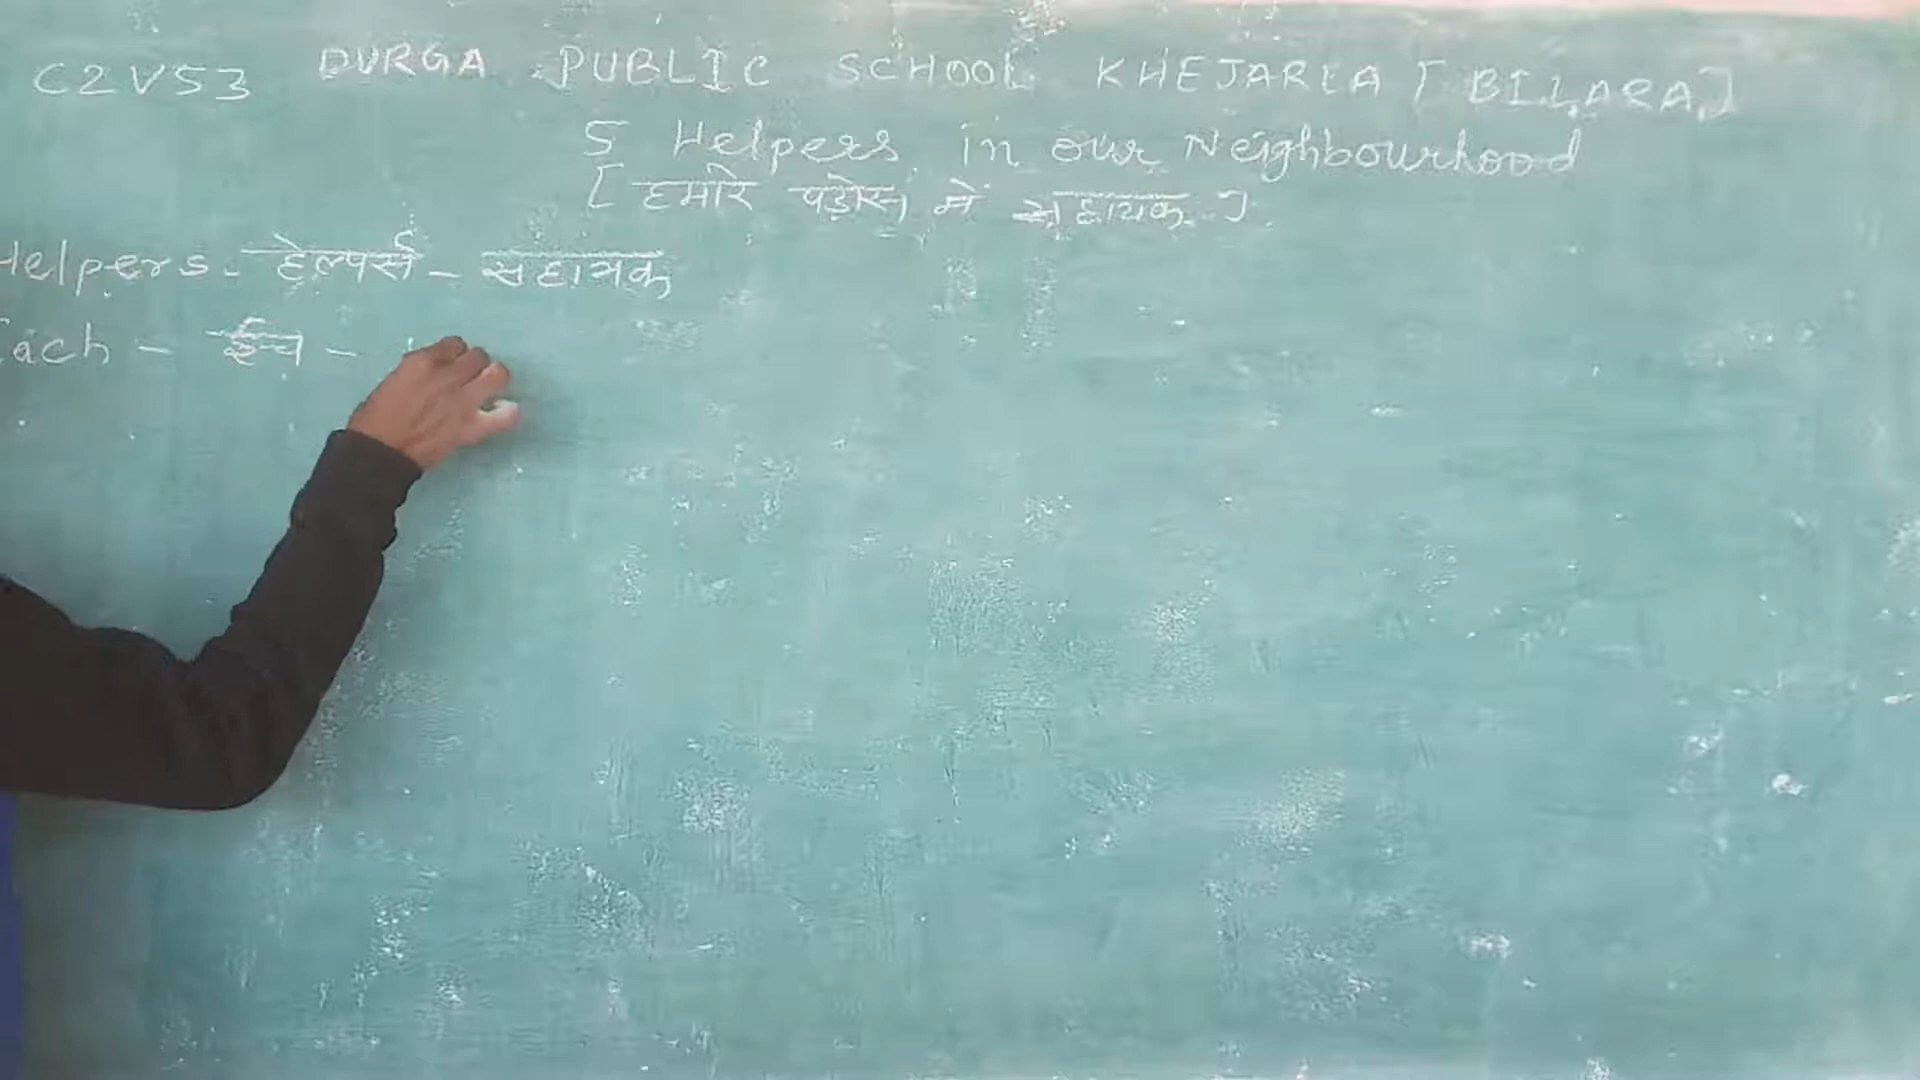 C2V53 DURGA PUBLIC SCHOOL KHEJARLA [BILARA]
5 Helpers in our Neighbourhood
[हमारे पड़ोस में सहायक]
Helpers - हेल्पर्स - सहायक
Each - ईच -